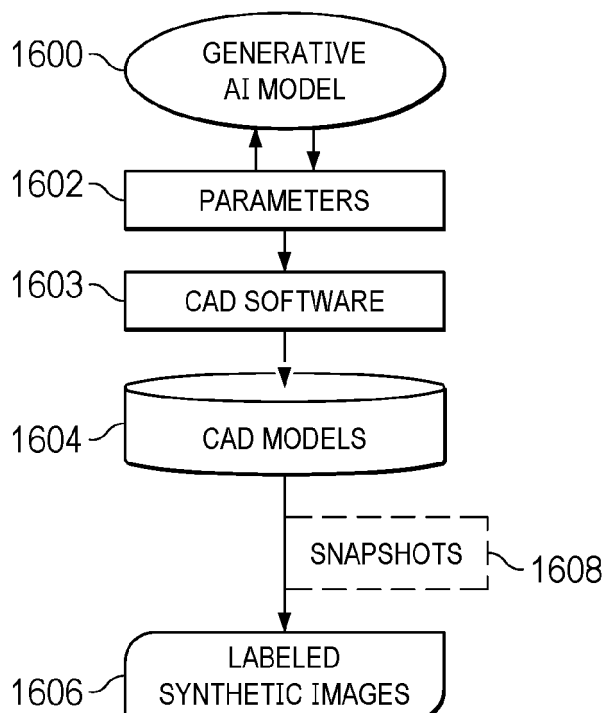 1600
GENERATIVE
AI MODEL
1602
PARAMETERS
1603
CAD SOFTWARE
1604
CAD MODELS
SNAPSHOTS
1608
1606
LABELED
SYNTHETIC IMAGES